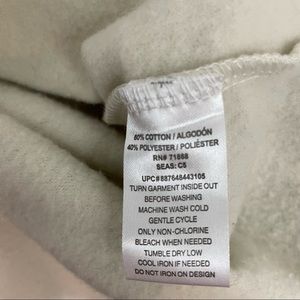 60% COTTON / ALGODÓN
40% POLYESTER / POLIÉSTER
RN# 71888
SEAS: C5
UPC#887648443105
TURN GARMENT INSIDE OUT
BEFORE WASHING
MACHINE WASH COLD
GENTLE CYCLE
ONLY NON-CHLORINE
BLEACH WHEN NEEDED
TUMBLE DRY LOW
COOL IRON IF NEEDED
DO NOT IRON ON DESIGN